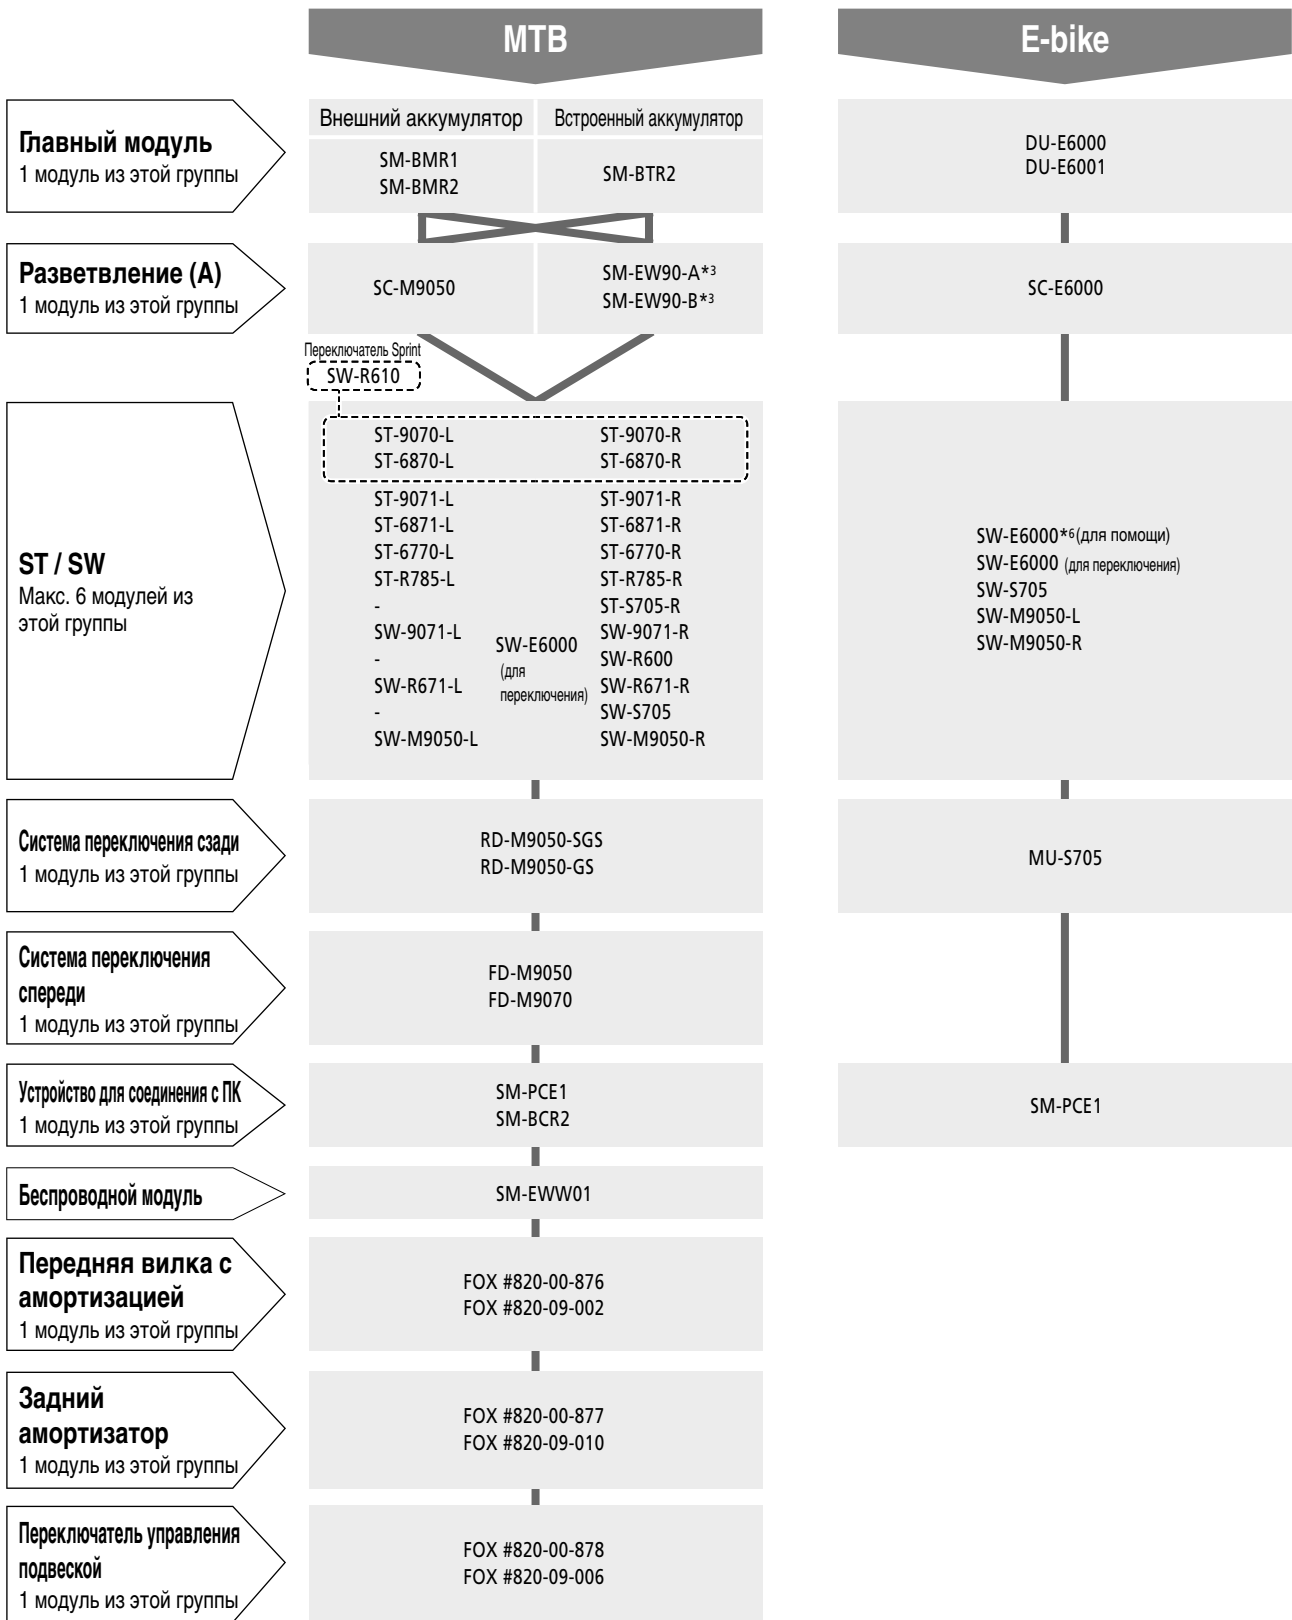 MTB
E-bike
Главный модуль
1 модуль из этой группы
Внешний аккумулятор
Встроенный аккумулятор
SM-BMR1
SM-BMR2
SM-BTR2
DU-E6000
DU-E6001
Разветвление (A)
1 модуль из этой группы
SC-M9050
SM-EW90-A*3
SM-EW90-B*3
SC-E6000
Переключатель Sprint
SW-R610
ST / SW
Макс. 6 модулей из
этой группы
ST-9070-L
ST-9070-R
ST-6870-L
ST-6870-R
ST-9071-L
ST-9071-R
ST-6871-L
ST-6871-R
ST-6770-L
ST-6770-R
ST-R785-L
ST-R785-R
-
ST-S705-R
SW-9071-L
SW-9071-R
-
SW-R600
SW-R671-L
SW-R671-R
-
SW-S705
SW-M9050-L
SW-M9050-R
SW-E6000
(для
переключения)
SW-E6000*6(для помощи)
SW-E6000 (для переключения)
SW-S705
SW-M9050-L
SW-M9050-R
Система переключения сзади
1 модуль из этой группы
RD-M9050-SGS
RD-M9050-GS
MU-S705
Система переключения
спереди
1 модуль из этой группы
FD-M9050
FD-M9070
Устройство для соединения с ПК
1 модуль из этой группы
SM-PCE1
SM-BCR2
SM-PCE1
Беспроводной модуль
SM-EWW01
Передняя вилка с
амортизацией
1 модуль из этой группы
FOX #820-00-876
FOX #820-09-002
Задний
амортизатор
1 модуль из этой группы
FOX #820-00-877
FOX #820-09-010
Переключатель управления
подвеской
1 модуль из этой группы
FOX #820-00-878
FOX #820-09-006